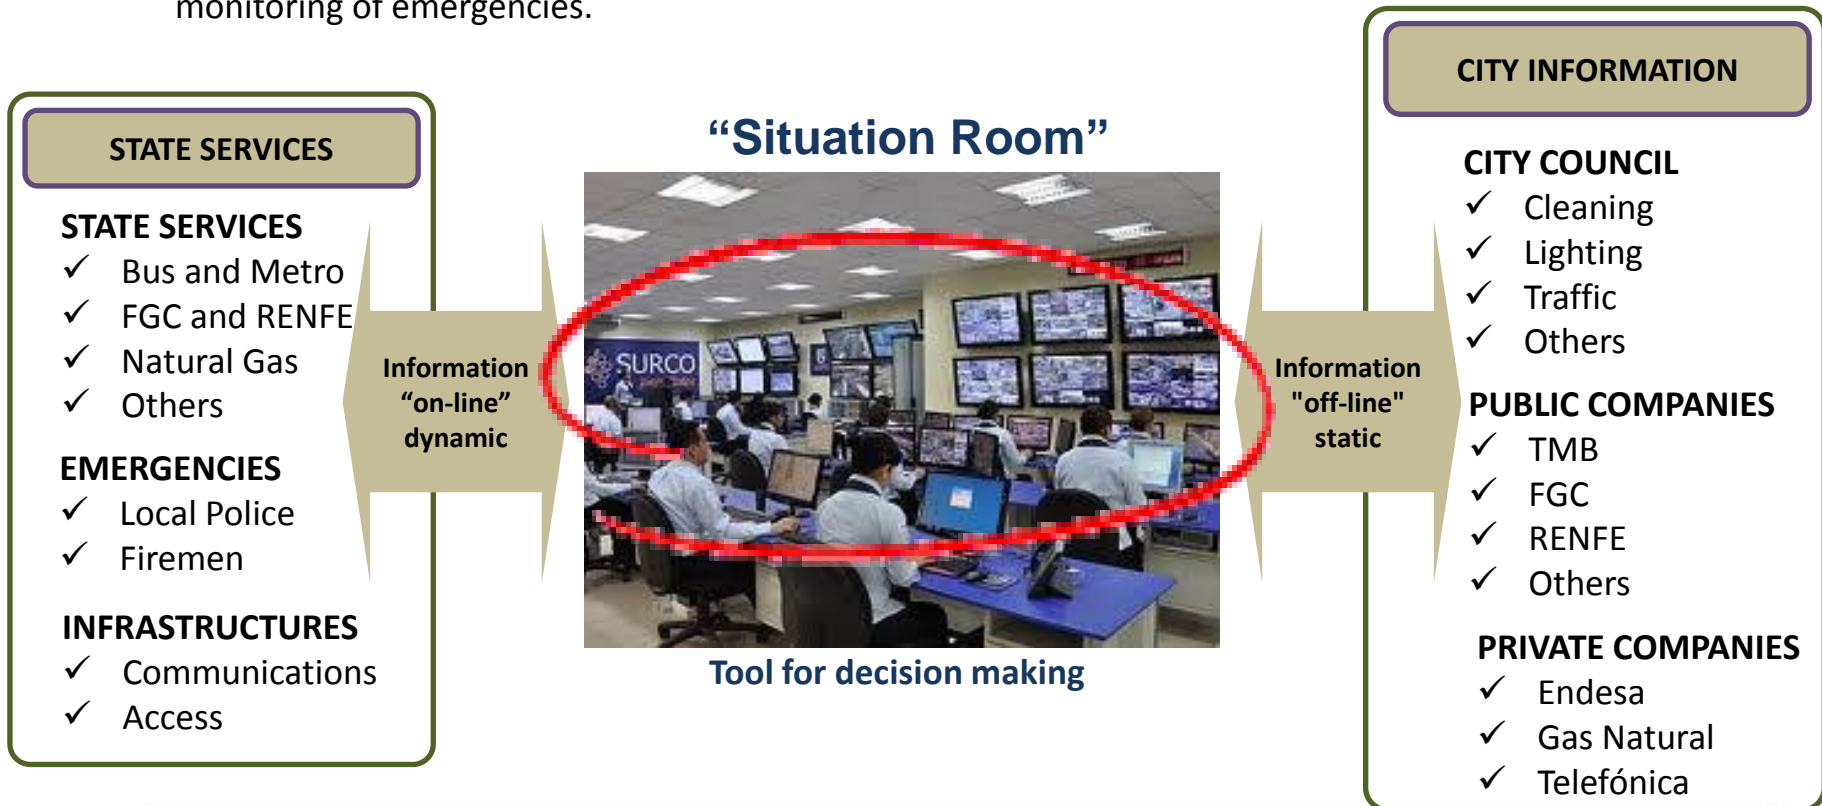 monitoring of emergencies.
STATE SERVICES
STATE SERVICES
✓ Bus and Metro
✓ FGC and RENFE
✓ Natural Gas
✓ Others
EMERGENCIES
✓ Local Police
✓ Firemen
INFRASTRUCTURES
✓ Communications
✓ Access
Information
“on-line”
dynamic
“Situation Room”
SURCO
Tool for decision making
Information
"off-line"
static
CITY INFORMATION
CITY COUNCIL
✓ Cleaning
✓ Lighting
✓ Traffic
✓ Others
PUBLIC COMPANIES
✓ TMB
✓ FGC
✓ RENFE
✓ Others
PRIVATE COMPANIES
✓ Endesa
✓ Gas Natural
✓ Telefónica